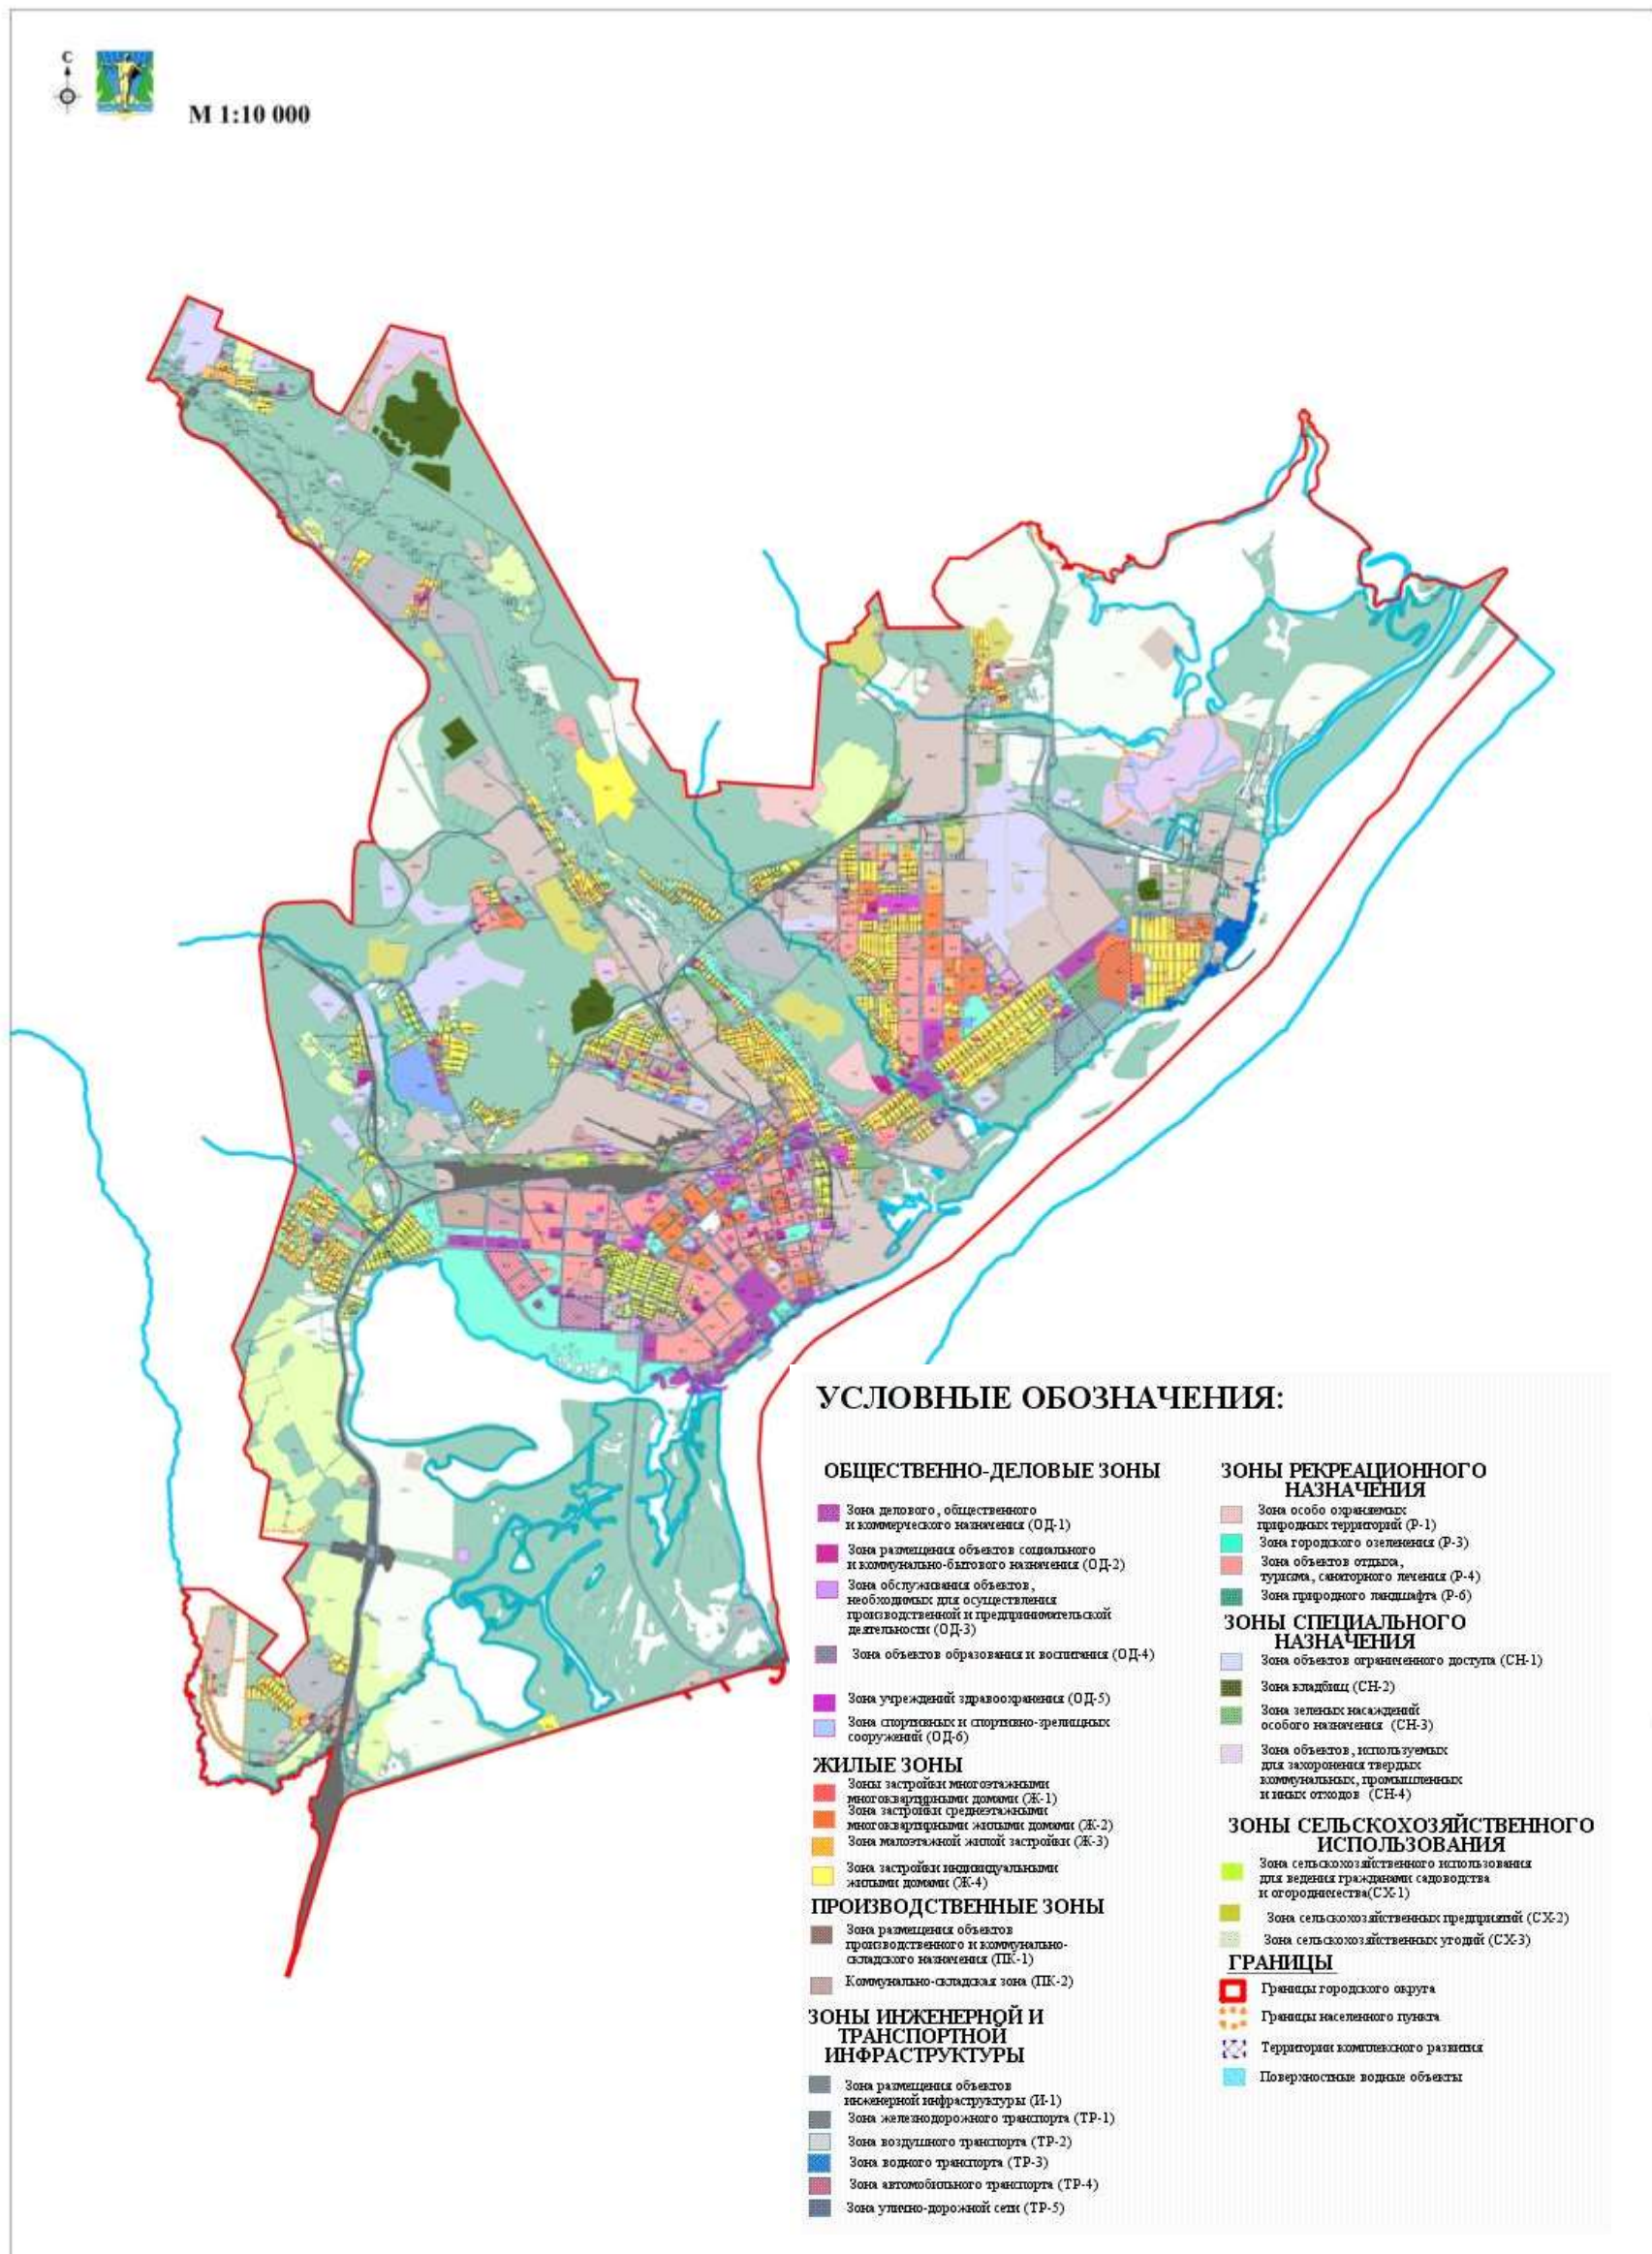 С
М 1:10 000
УСЛОВНЫЕ ОБОЗНАЧЕНИЯ:
ОБЩЕСТВЕННО-ДЕЛОВЫЕ ЗОНЫ
Зона делового, общественного
и коммерческого назначения (ОД-1)
Зона размещения объектов социального
и коммунально-бытового назначения (ОД-2)
Зона обслуживания объектов,
необходимых для осуществления
производственной и предпринимательской
деятельности (ОД-3)
Зона объектов образования и воспитания (ОД-4)
Зона учреждений здравоохранения (ОД-5)
Зона спортивных и спортивно-зрелищных
сооружений (ОД-6)
ЖИЛЫЕ ЗОНЫ
Зоны застройки многоэтажными
многоквартирными домами (Ж-1)
Зона застройки среднеэтажными
многоквартирными жилыми домами (Ж-2)
Зона малоэтажной жилой застройки (Ж-3)
Зона застройки индивидуальными
жилыми домами (Ж-4)
ПРОИЗВОДСТВЕННЫЕ ЗОНЫ
Зона размещения объектов
производственного и коммунально-
складского назначения (ПК-1)
Коммунально-складская зона (ПК-2)
ЗОНЫ ИНЖЕНЕРНОЙ И
ТРАНСПОРТНОЙ
ИНФРАСТРУКТУРЫ
Зона размещения объектов
инженерной инфраструктуры (И-1)
Зона железнодорожного транспорта (ТР-1)
Зона воздушного транспорта (ТР-2)
Зона водного транспорта (ТР-3)
Зона автомобильного транспорта (ТР-4)
Зона улично-дорожной сети (ТР-5)
ЗОНЫ РЕКРЕАЦИОННОГО
НАЗНАЧЕНИЯ
Зона особо охраняемых
природных территорий (Р-1)
Зона городского озеленения (Р-3)
Зона объектов отдыха,
туризма, санаторного лечения (Р-4)
Зона природного ландшафта (Р-6)
ЗОНЫ СПЕЦИАЛЬНОГО
НАЗНАЧЕНИЯ
Зона объектов ограниченного доступа (СН-1)
Зона кладбищ (СН-2)
Зона зеленых насаждений
особого назначения (СН-3)
Зона объектов, используемых
для захоронения твердых
коммунальных, промышленных
и иных отходов (СН-4)
ЗОНЫ СЕЛЬСКОХОЗЯЙСТВЕННОГО
ИСПОЛЬЗОВАНИЯ
Зона сельскохозяйственного использования
для ведения гражданами садоводства
и огородничества(СХ-1)
Зона сельскохозяйственных предприятий (СХ-2)
Зона сельскохозяйственных угодий (СХ-3)
ГРАНИЦЫ
Границы городского округа
Границы населенного пункта
Территории комплексного развития
Поверхностные водные объекты